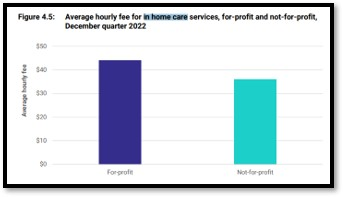 Figure 4.5: Average hourly fee for in home care services, for-profit and not-for-profit,
December quarter 2022
$50
$40
$30
$20
$10
$0
Average hourly fee
For-profit
Not-for-profit